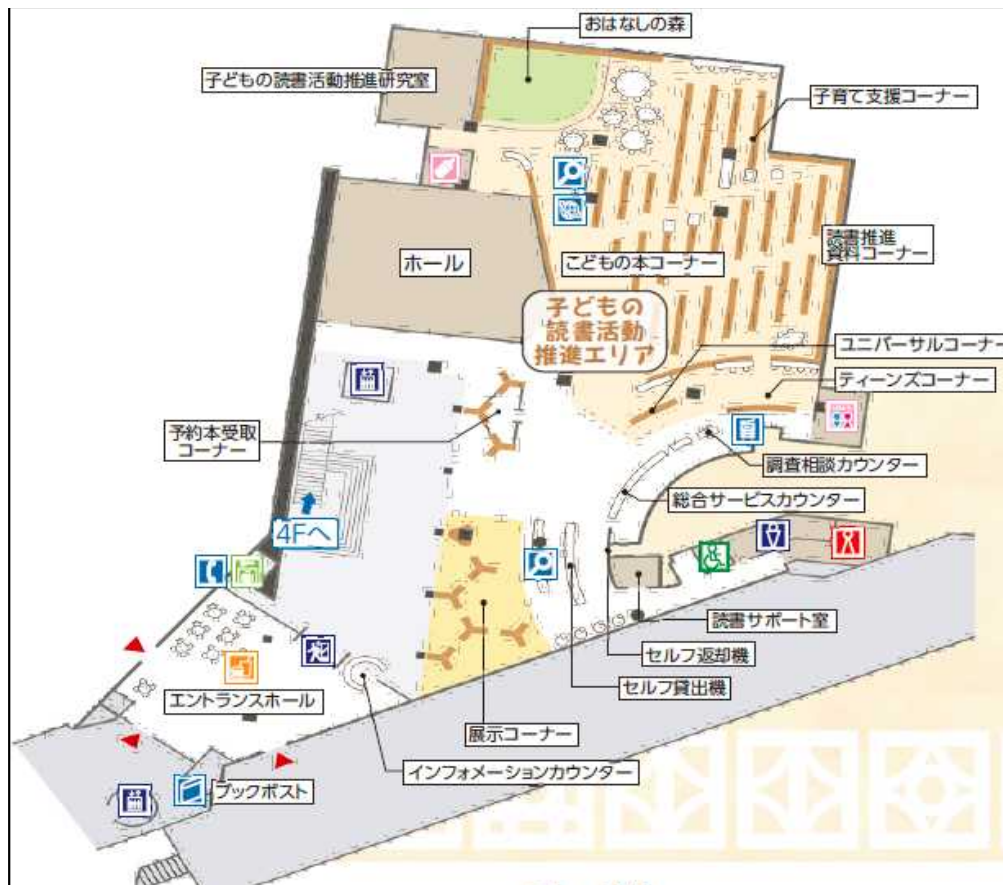 おはなしの森
子どもの読書活動推進研究室
子育て支援コーナー
読書推進
資料コーナー
ホール
こどもの本コーナー
子どもの
読書活動
推進エリア
ユニバーサルコーナー
ティーンズコーナー
予約本受取
コーナー
調査相談カウンター
総合サービスカウンター
4Fへ
読書サポート室
セルフ返却機
セルフ貸出機
エントランスホール
展示コーナー
インフォメーションカウンター
ブックポスト